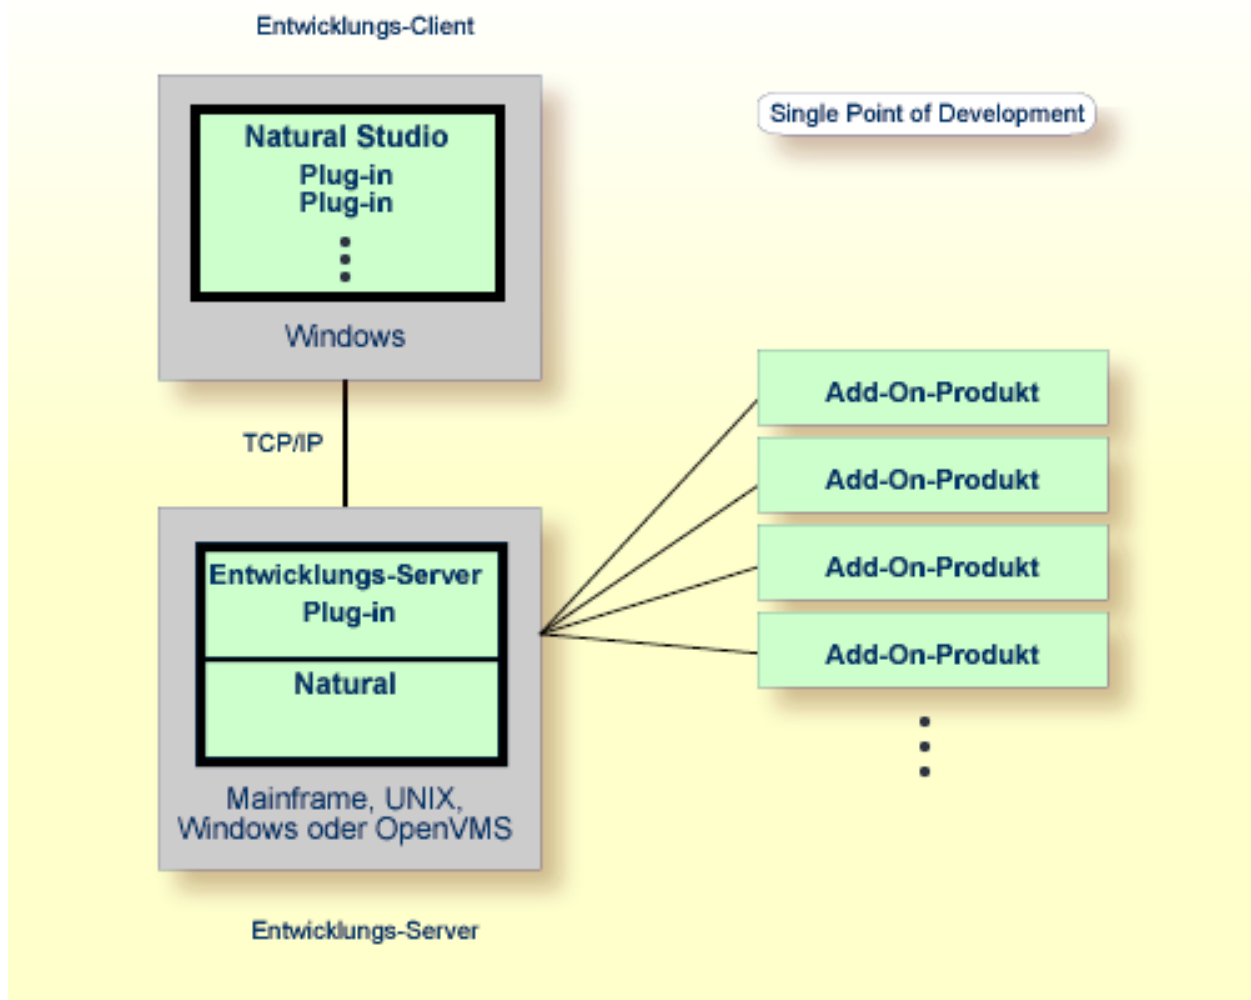 Entwicklungs-Client
Single Point of Development
Natural Studio
Plug-in
Plug-in
Windows
TCP/IP
Add-On-Produkt
Add-On-Produkt
Add-On-Produkt
Add-On-Produkt
Entwicklungs-Server
Plug-in
Natural
Mainframe, UNIX,
Windows oder OpenVMS
Entwicklungs-Server